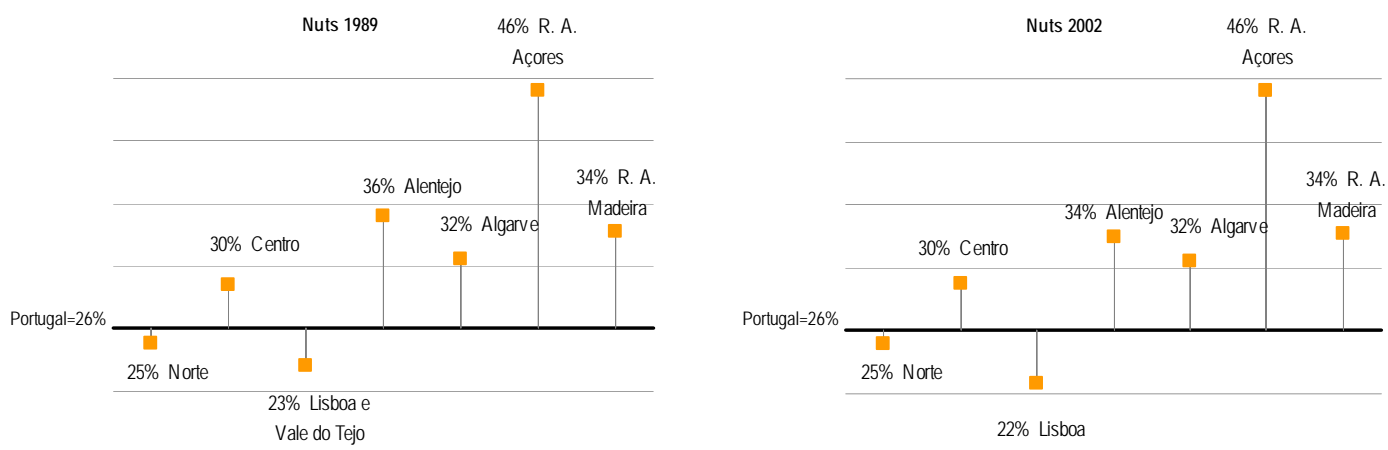 Nuts 1989
46% R. A.
Açores
36% Alentejo
34% R. A.
Madeira
32% Algarve
30% Centro
Portugal=26%
25% Norte
23% Lisboa e
Vale do Tejo
Nuts 2002
46% R. A.
Açores
34% R. A.
Madeira
34% Alentejo
32% Algarve
30% Centro
Portugal=26%
25% Norte
22% Lisboa